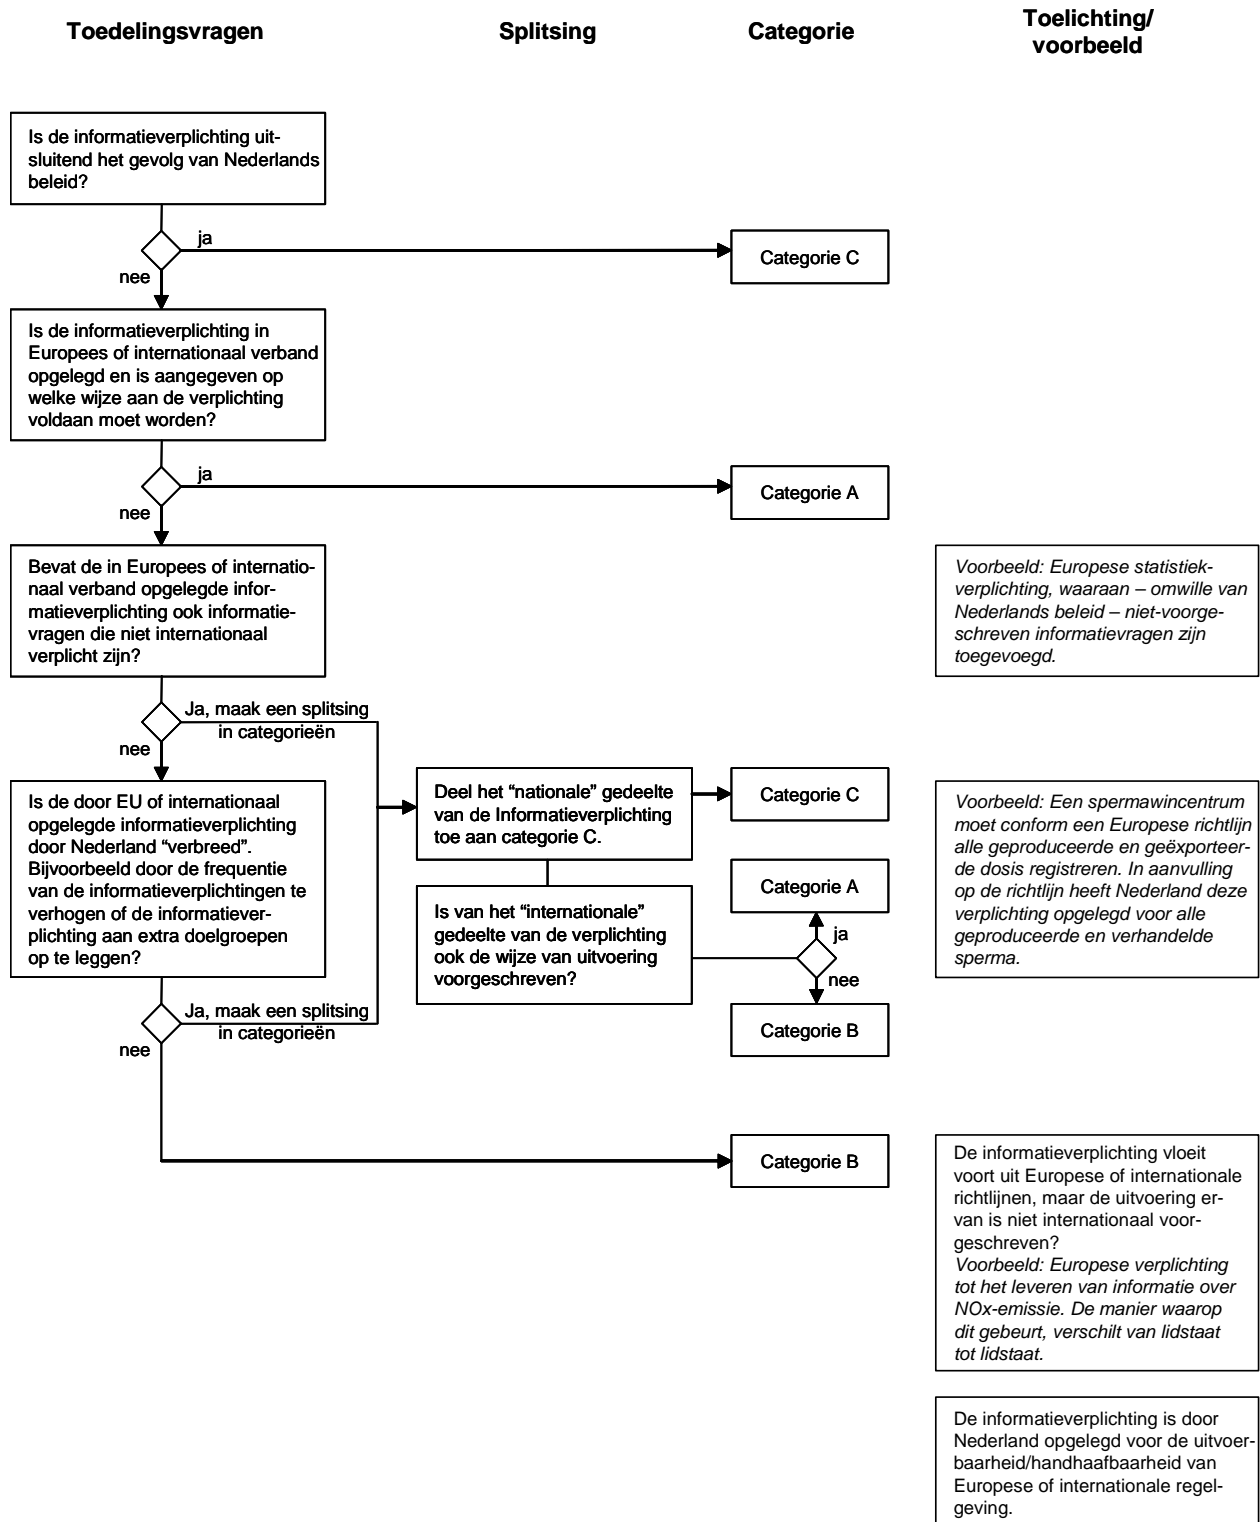 Toedelingsvragen
Splitsing
Categorie
Toelichting/
voorbeeld
Is de informatieverplichting uit-
sluitend het gevolg van Nederlands
beleid?
ja
Categorie C
nee
Is de informatieverplichting in
Europees of internationaal verband
opgelegd en is aangegeven op
welke wijze aan de verplichting
voldaan moet worden?
ja
Categorie A
nee
Bevat de in Europees of internatio-
naal verband opgelegde infor-
matieverplichting ook informatie-
vragen die niet internationaal
verplicht zijn?
Voorbeeld: Europese statistiek-
verplichting, waaraan – omwille van
Nederlands beleid – niet-voorge-
schreven informatievragen zijn
toegevoegd.
Ja, maak een splitsing
in categorieën
nee
Is de door EU of internationaal
opgelegde informatieverplichting
door Nederland “verbreed”.
Bijvoorbeeld door de frequentie
van de informatieverplichtingen te
verhogen of de informatiever-
plichting aan extra doelgroepen
op te leggen?
Deel het “nationale” gedeelte
van de Informatieverplichting
toe aan categorie C.
Categorie C
Is van het “internationale”
gedeelte van de verplichting
ook de wijze van uitvoering
voorgeschreven?
Categorie A
ja
nee
Categorie B
Voorbeeld: Een spermawincentrum
moet conform een Europese richtlijn
alle geproduceerde en geëxporteer-
de dosis registreren. In aanvulling
op de richtlijn heeft Nederland deze
verplichting opgelegd voor alle
geproduceerde en verhandelde
sperma.
Ja, maak een splitsing
in categorieën
nee
Categorie B
De informatieverplichting vloeit
voort uit Europese of internationale
richtlijnen, maar de uitvoering er-
van is niet internationaal voor-
geschreven?
Voorbeeld: Europese verplichting
tot het leveren van informatie over
NOx-emissie. De manier waarop
dit gebeurt, verschilt van lidstaat
tot lidstaat.
De informatieverplichting is door
Nederland opgelegd voor de uitvoer-
baarheid/handhaafbaarheid van
Europese of internationale regel-
geving.